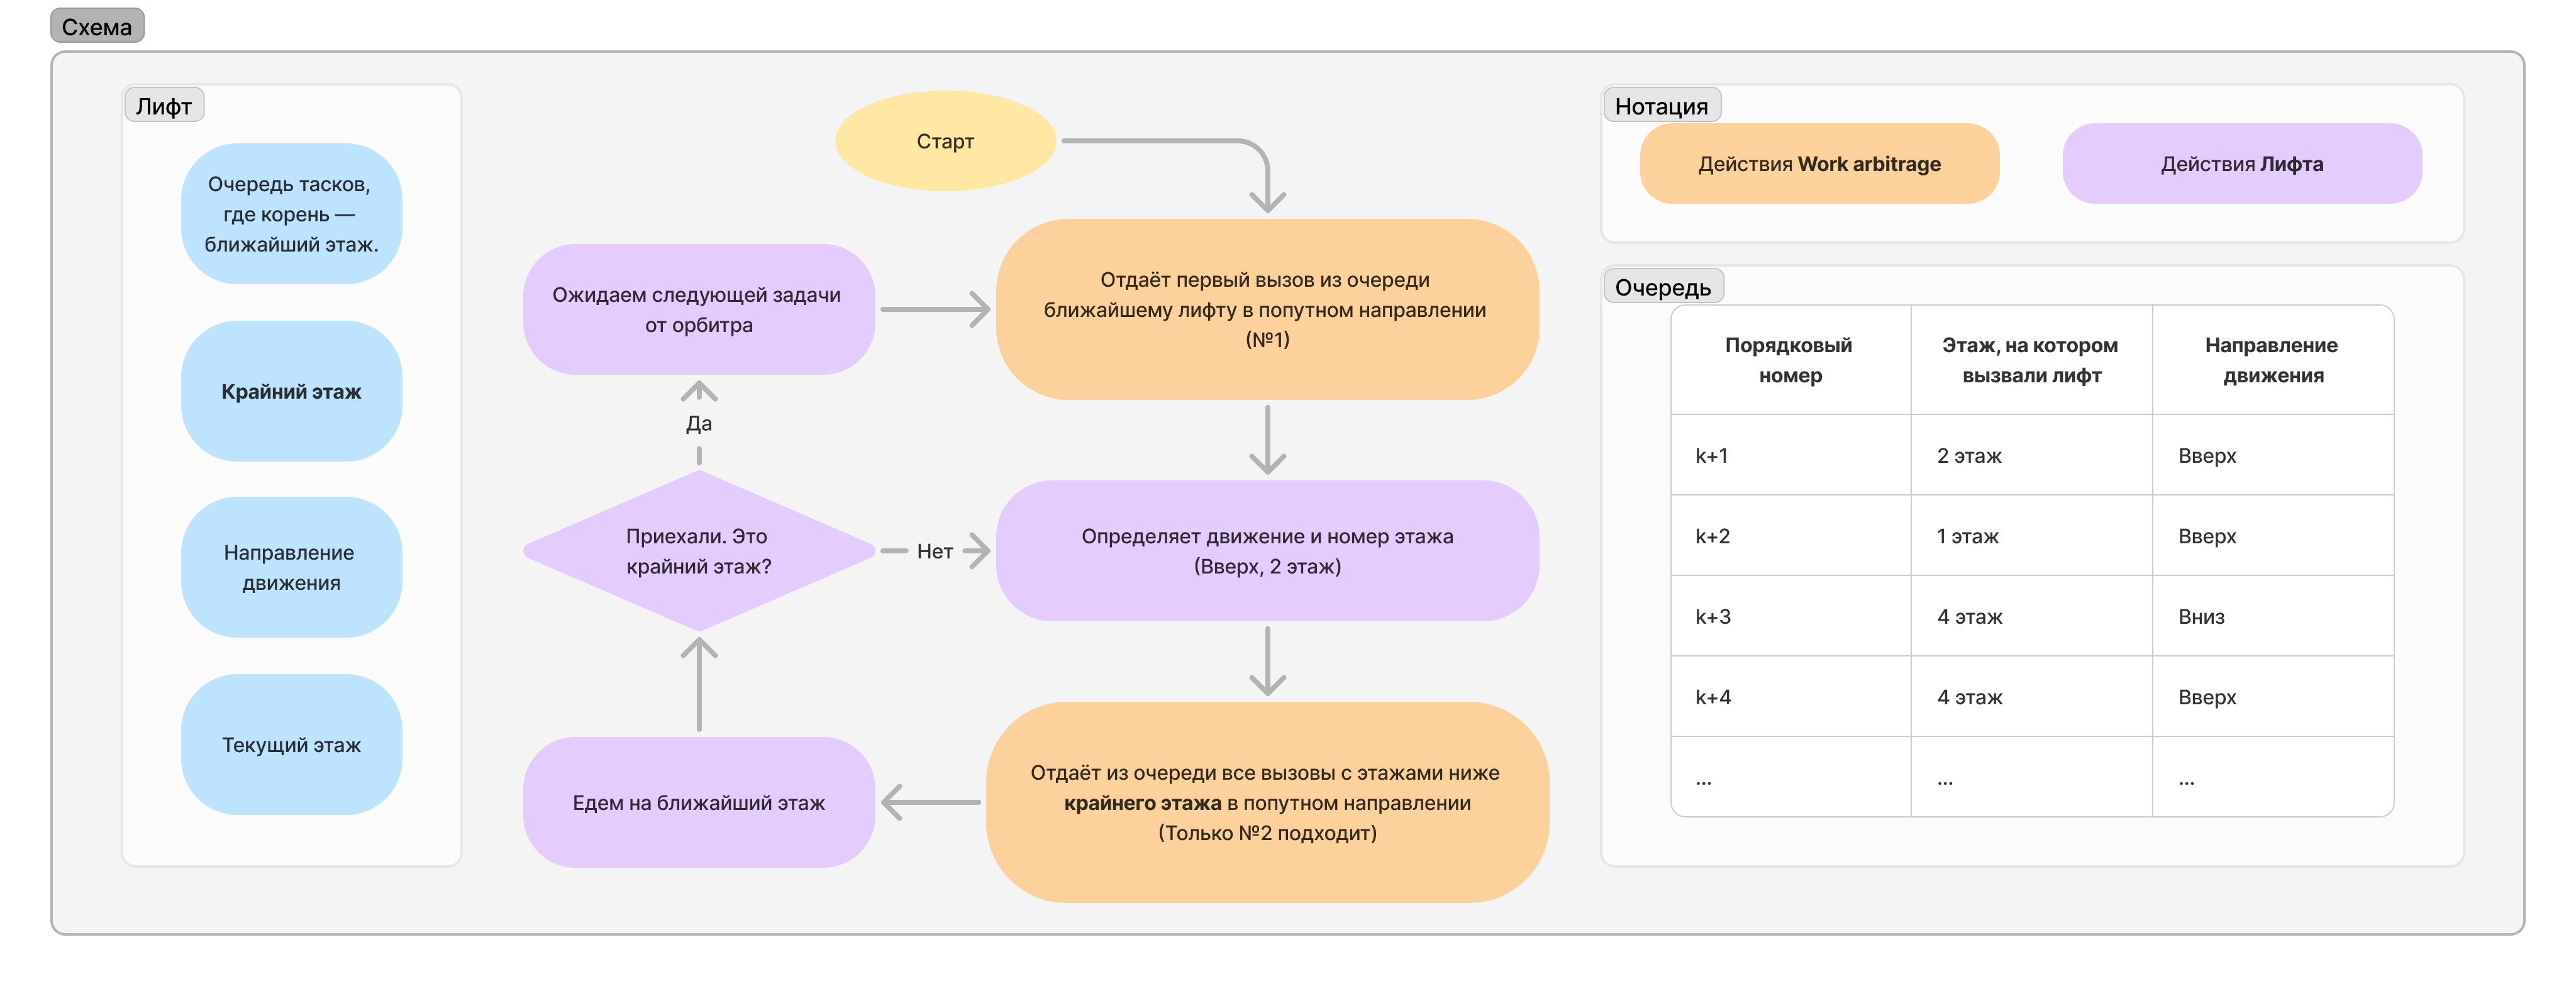 Схема
Лифт
Очередь тасков,
где корень —
ближайший этаж.
Крайний этаж
Направление
движения
Текущий этаж
Старт
Отдаёт первый вызов из очереди
ближайшему лифту в попутном направлении
(№1)
Ожидаем следующей задачи
от орбитра
Да
Приехали. Это
крайний этаж?
Нет
Определяет движение и номер этажа
(Вверх, 2 этаж)
Отдаёт из очереди все вызовы с этажами ниже
крайнего этажа в попутном направлении
(Только №2 подходит)
Едем на ближайший этаж
Нотация
Действия Work arbitrage
Действия Лифта
Очередь
Порядковый номер Этаж, на котором вызвали лифт Направление движения
k+1 2 этаж Вверх
k+2 1 этаж Вверх
k+3 4 этаж Вниз
k+4 4 этаж Вверх
... ... ...